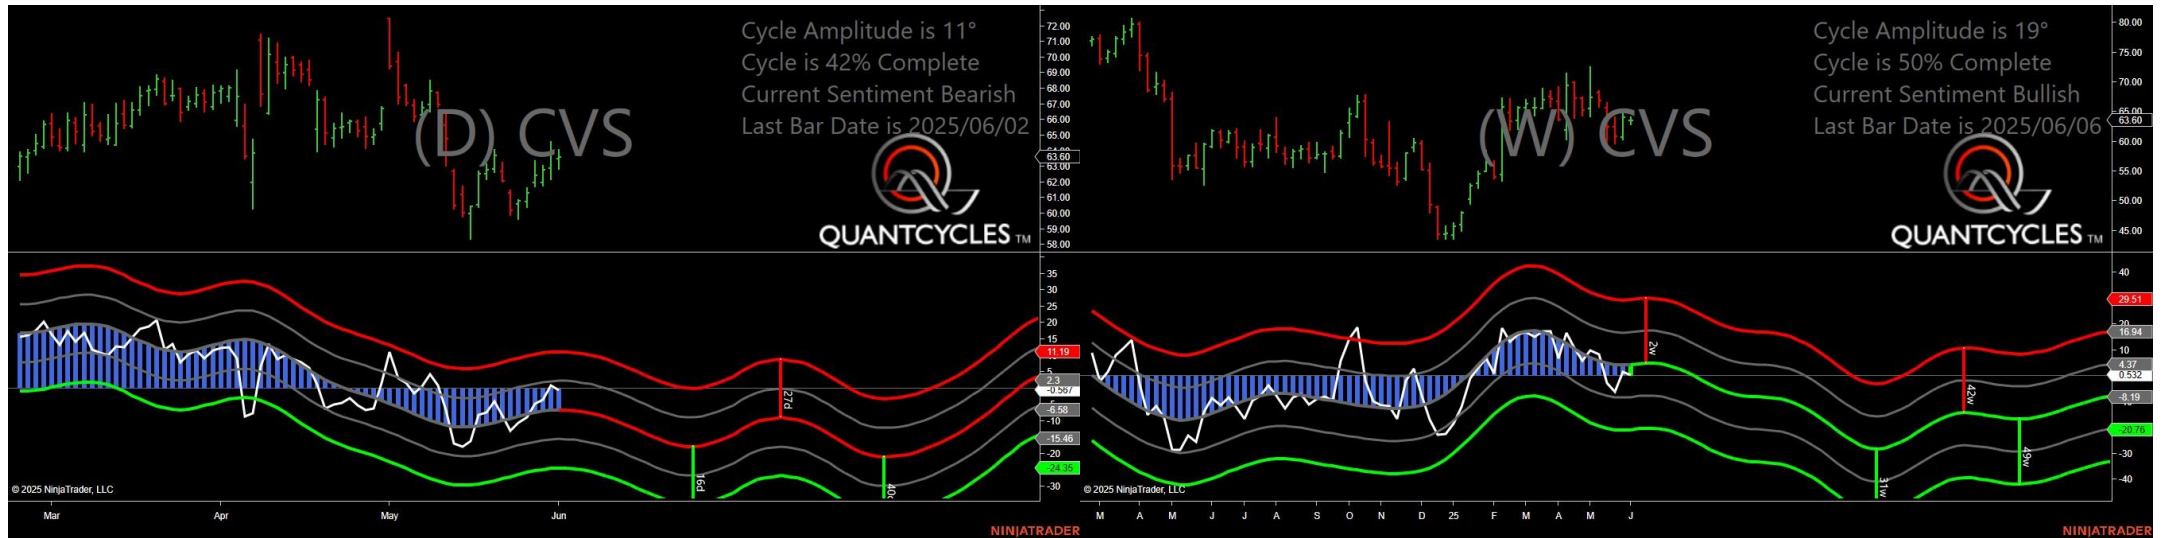 Cycle Amplitude is 11°
Cycle is 42% Complete
Current Sentiment Bearish
Last Bar Date is 2025/06/02
(D) CVS
QUANTCYCLES TM
72.00
71.00
70.00
69.00
68.00
67.00
66.00
65.00
63.60
63.00
62.00
61.00
60.00
59.00
58.00
35
30
25
20
15
11.19
5
2.3
-0.567
-6.58
-10
-15.46
-20
-24.35
-30
27d
16d
© 2025 NinjaTrader, LLC
Mar Apr May Jun
NINJATRADER
Cycle Amplitude is 19°
Cycle is 50% Complete
Current Sentiment Bullish
Last Bar Date is 2025/06/06
(W) CVS
QUANTCYCLES TM
80.00
75.00
70.00
65.00
63.60
60.00
55.00
50.00
45.00
40
29.51
20
16.94
10
4.37
0.532
-8.19
-20.76
-30
-40
2w
42w
49w
31w
© 2025 NinjaTrader, LLC
M A M J J A S O N D 25 F M A M J
NINJATRADER